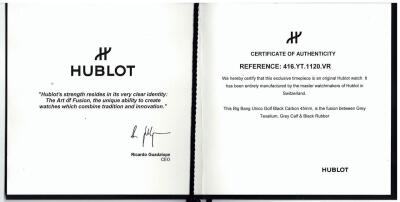 HUBLOT
"Hublot's strength resides in its very clear identity:
The Art of Fusion, the unique ability to create
watches which combine tradition and innovation."
Ricardo Guadalupe
CEO
CERTIFICATE OF AUTHENTICITY
REFERENCE: 416.YT.1120.VR
We hereby certify that this exclusive timepiece is an original Hublot watch. It
has been entirely manufactured by the master watchmakers of Hublot in
Switzerland.
This Big Bang Unico Golf Black Carbon 45mm, is the fusion between Grey
Texalium, Grey Calf & Black Rubber
HUBLOT